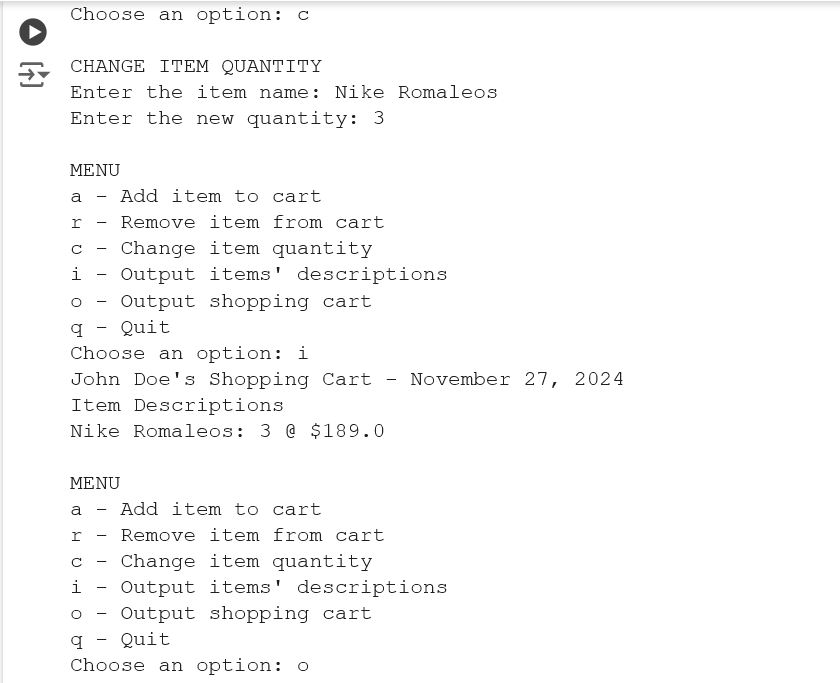 Choose an option: c
CHANGE ITEM QUANTITY
Enter the item name: Nike Romaleos
Enter the new quantity: 3
MENU
a - Add item to cart
r - Remove item from cart
c - Change item quantity
i - Output items' descriptions
o - Output shopping cart
q - Quit
Choose an option: i
John Doe's Shopping Cart - November 27, 2024
Item Descriptions
Nike Romaleos: 3 @ $189.0
MENU
a - Add item to cart
r - Remove item from cart
c - Change item quantity
i - Output items' descriptions
o - Output shopping cart
q - Quit
Choose an option: o